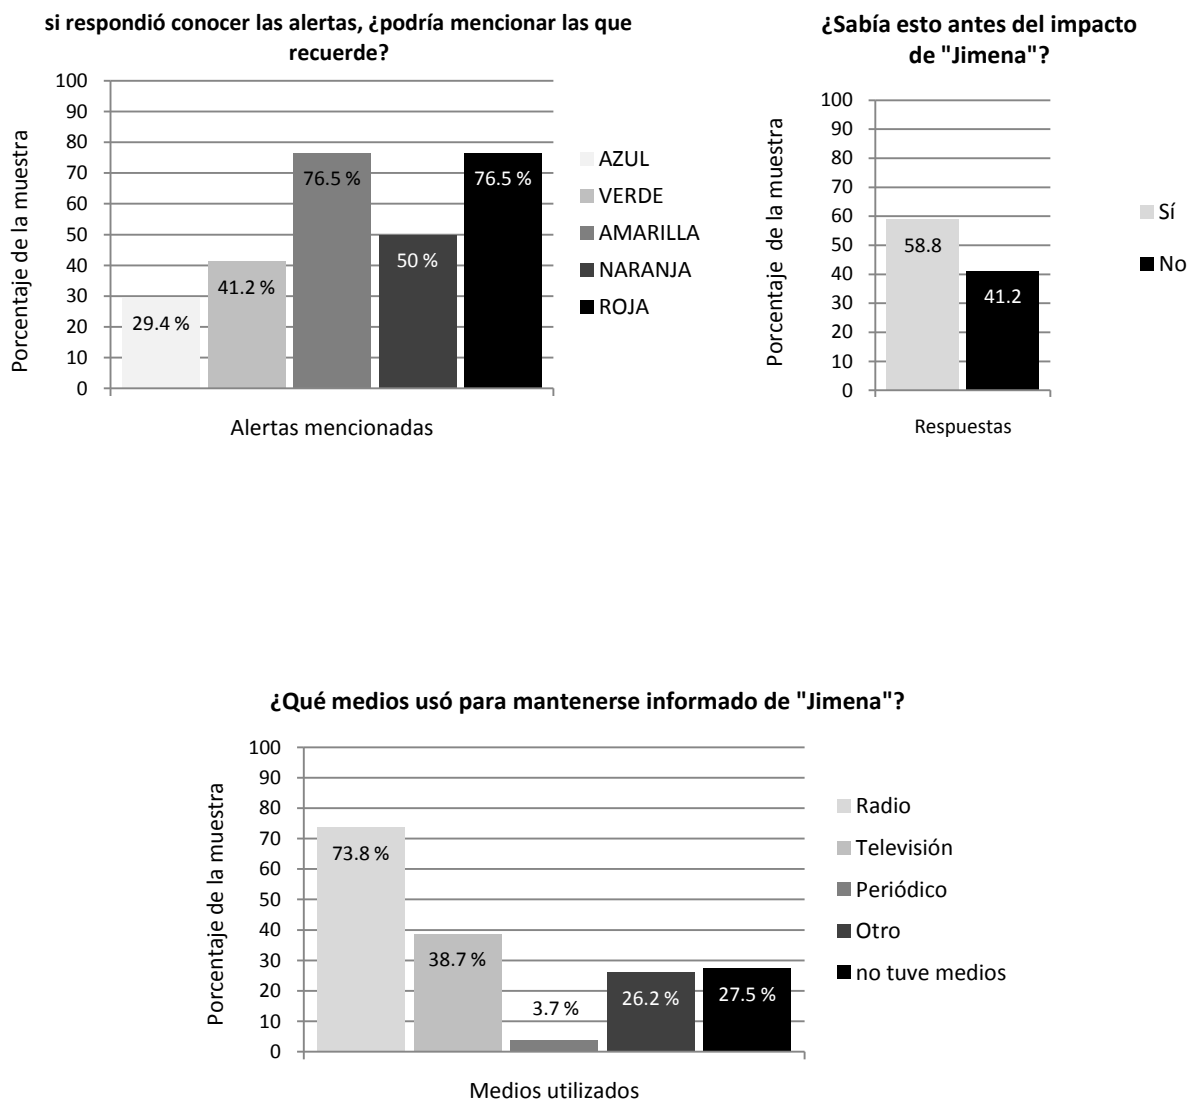 si respondió conocer las alertas, ¿podría mencionar las que
recuerde?
Porcentaje de la muestra
100
90
80
70
60
50
40
30
20
10
0
29.4 %
41.2 %
76.5 %
50 %
76.5 %
Alertas mencionadas
AZUL
VERDE
AMARILLA
NARANJA
ROJA
¿Sabía esto antes del impacto
de "Jimena"?
Porcentaje de la muestra
100
90
80
70
60
50
40
30
20
10
0
58.8
41.2
Respuestas
Sí
No
¿Qué medios usó para mantenerse informado de "Jimena"?
Porcentaje de la muestra
100
90
80
70
60
50
40
30
20
10
0
73.8 %
38.7 %
3.7 %
26.2 %
27.5 %
Medios utilizados
Radio
Televisión
Periódico
Otro
no tuve medios